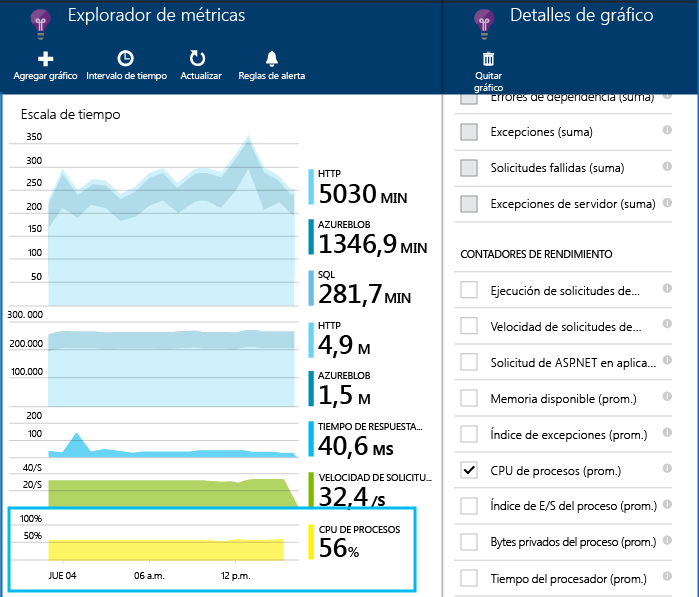 Explorador de métricas
Agregar gráfico
Intervalo de tiempo
Actualizar
Reglas de alerta
Escala de tiempo
350
300
250
200
150
100
50
HTTP
5030 MIN
AZUREBLOB
1346,9 MIN
SQL
281,7 MIN
300. 000
200.000
100.000
HTTP
4,9 M
AZUREBLOB
1,5 M
200
100
TIEMPO DE RESPUESTA...
40,6 MS
40/S
20/S
VELOCIDAD DE SOLICITU...
32,4 /S
100%
50%
CPU DE PROCESOS
56%
JUE 04
06 a.m.
12 p.m.
Detalles de gráfico
Quitar
gráfico
Errores de dependencia (suma)
Excepciones (suma)
Solicitudes fallidas (suma)
Excepciones de servidor (suma)
CONTADORES DE RENDIMIENTO
Ejecución de solicitudes de...
Velocidad de solicitudes de...
Solicitud de ASP.NET en aplica...
Memoria disponible (prom.)
Índice de excepciones (prom.)
CPU de procesos (prom.)
Índice de E/S del proceso (prom.)
Bytes privados del proceso (prom.)
Tiempo del procesador (prom.)